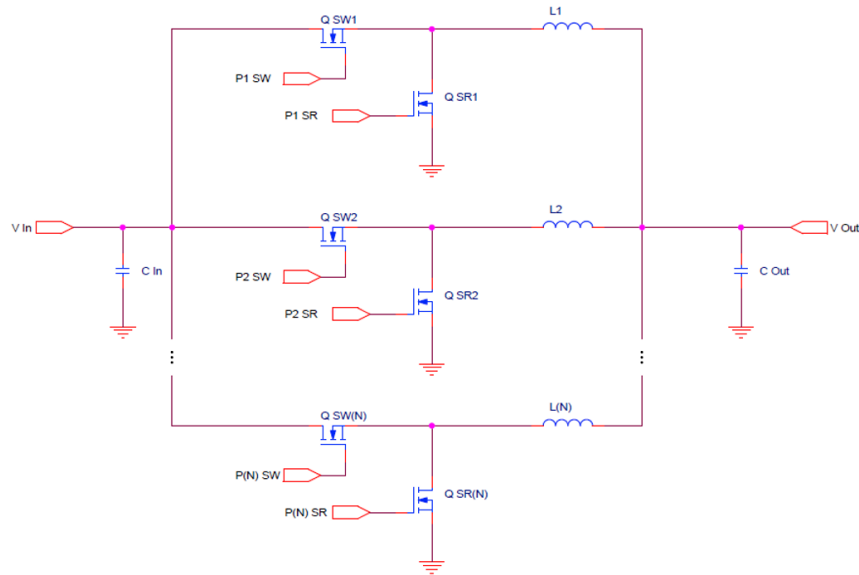 L1
Q SW1
P1 SW
Q SR1
P1 SR
L2
Q SW2
V In
V Out
C In
C Out
P2 SW
Q SR2
P2 SR
L(N)
Q SW(N)
P(N) SW
Q SR(N)
P(N) SR